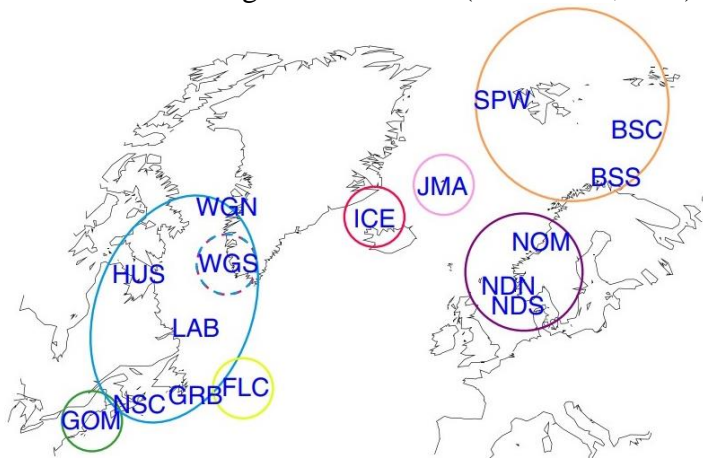 SPW
BSC
BSS
JMA
WGN
ICE
NOM
WGS
HUS
NDN
NDS
LAB
FLC
GRB
NSC
GOM